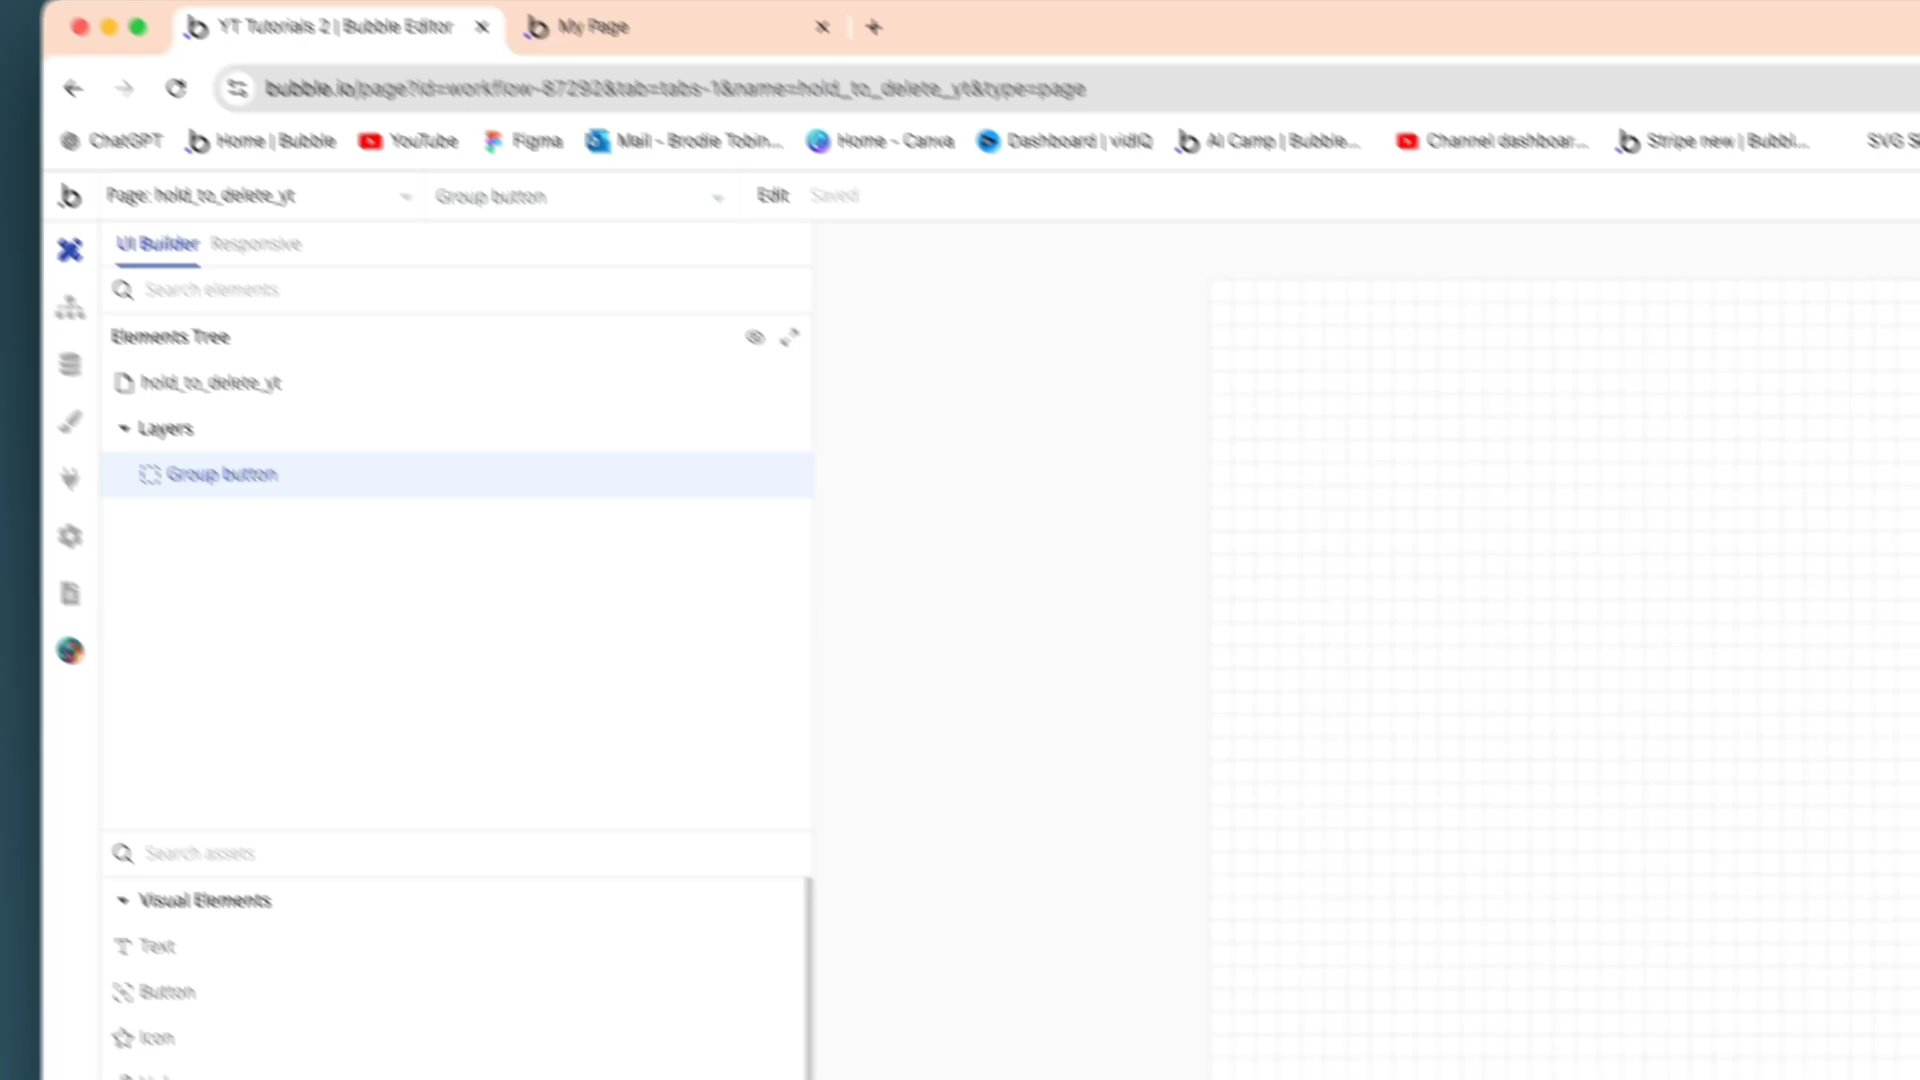 YT Tutorials 2 | Bubble Editor
My Page
bubble.io/page?id=workflow-87292&tab=tabs-1&name=hold_to_delete_yt&type=page
ChatGPT Home | Bubble YouTube Figma Mail - Brodie Tobin... Home - Canva Dashboard | vidIQ AI Camp | Bubble... Channel dashboar... Stripe new | Bubbl... SVG
Page: hold_to_delete_yt Group button Edit Saved
UI Builder Responsive
Search elements
Elements Tree
hold_to_delete_yt
Layers
Group button
Search assets
Visual Elements
Text
Button
Icon